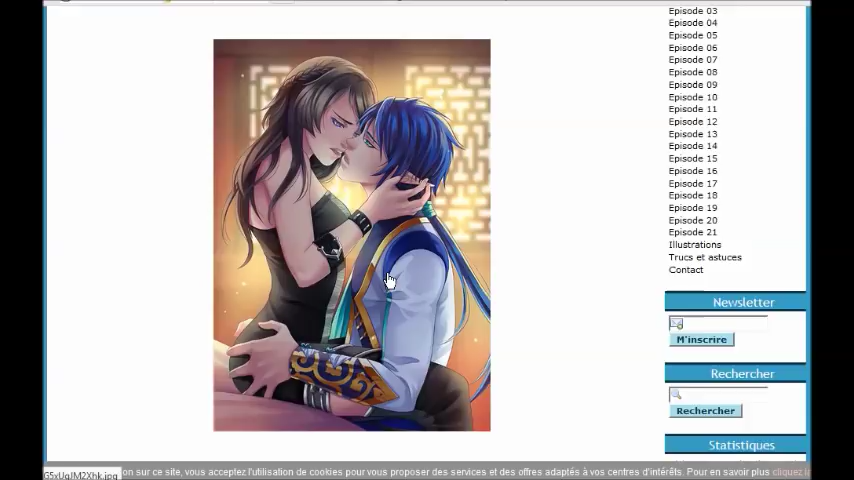 Episode 03
Episode 04
Episode 05
Episode 06
Episode 07
Episode 08
Episode 09
Episode 10
Episode 11
Episode 12
Episode 13
Episode 14
Episode 15
Episode 16
Episode 17
Episode 18
Episode 19
Episode 20
Episode 21
Illustrations
Trucs et astuces
Contact
Newsletter
M'inscrire
Rechercher
Rechercher
Statistiques
on sur ce site, vous acceptez l'utilisation de cookies pour vous proposer des services et des offres adaptés à vos centres d'intérêts. Pour en savoir plus cliquez